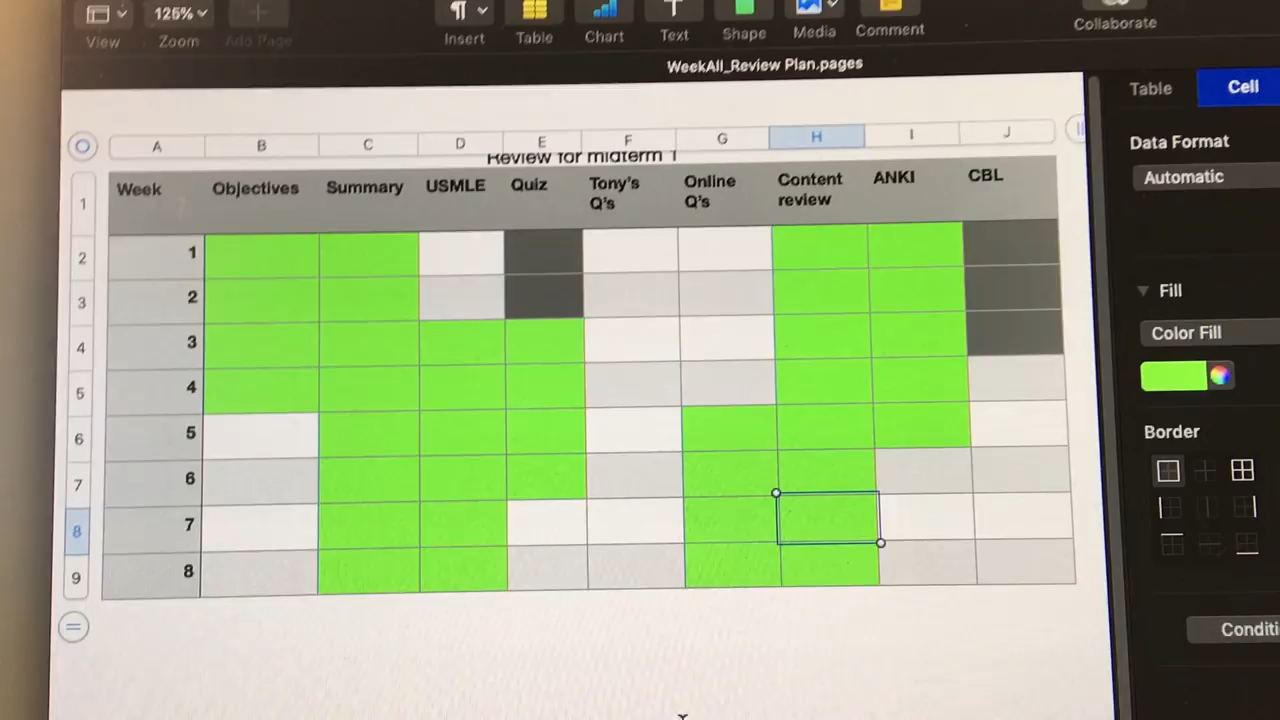 125%
View
Zoom
Add Page
Insert
Table
Chart
Text
Shape
Media
Comment
Collaborate
WeekAll_Review Plan.pages
Table
Cell
A B C D E F G H I J
Review for midterm 1
Week Objectives Summary USMLE Quiz Tony's Q's Online Q's Content review ANKI CBL
1
2 1
3 2
4 3
5 4
6 5
7 6
8 7
9 8
Data Format
Automatic
Fill
Color Fill
Border